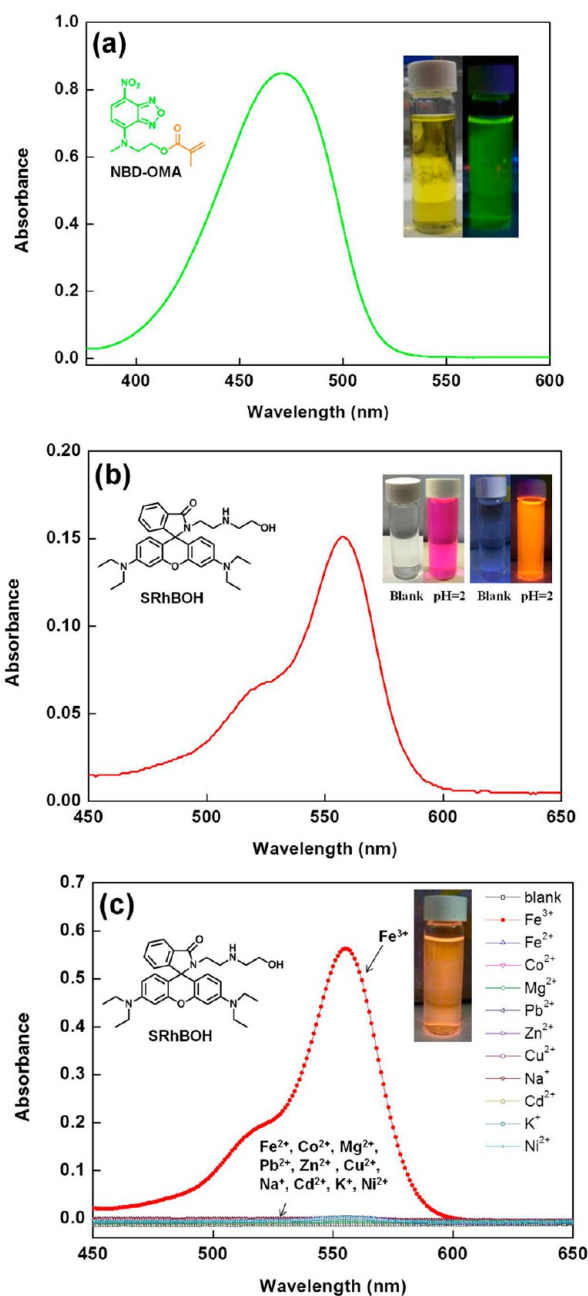 (a)
1.0
0.8
0.6
0.4
0.2
0.0
Absorbance
NO₂
N
O
N
N
O
O
NBD-OMA
400
450
500
550
600
Wavelength (nm)
(b)
0.20
0.15
0.10
0.05
0.00
Absorbance
O
H
N
N
OH
N
O
N
SRhBOH
Blank pH=2 Blank pH=2
450
500
550
600
650
Wavelength (nm)
(c)
0.7
0.6
0.5
0.4
0.3
0.2
0.1
0.0
Absorbance
O
H
N
N
OH
N
O
N
SRhBOH
Fe³⁺
Fe²⁺, Co²⁺, Mg²⁺,
Pb²⁺, Zn²⁺, Cu²⁺,
Na⁺, Cd²⁺, K⁺, Ni²⁺
blank
Fe³⁺
Fe²⁺
Co²⁺
Mg²⁺
Pb²⁺
Zn²⁺
Cu²⁺
Na⁺
Cd²⁺
K⁺
Ni²⁺
450
500
550
600
650
Wavelength (nm)